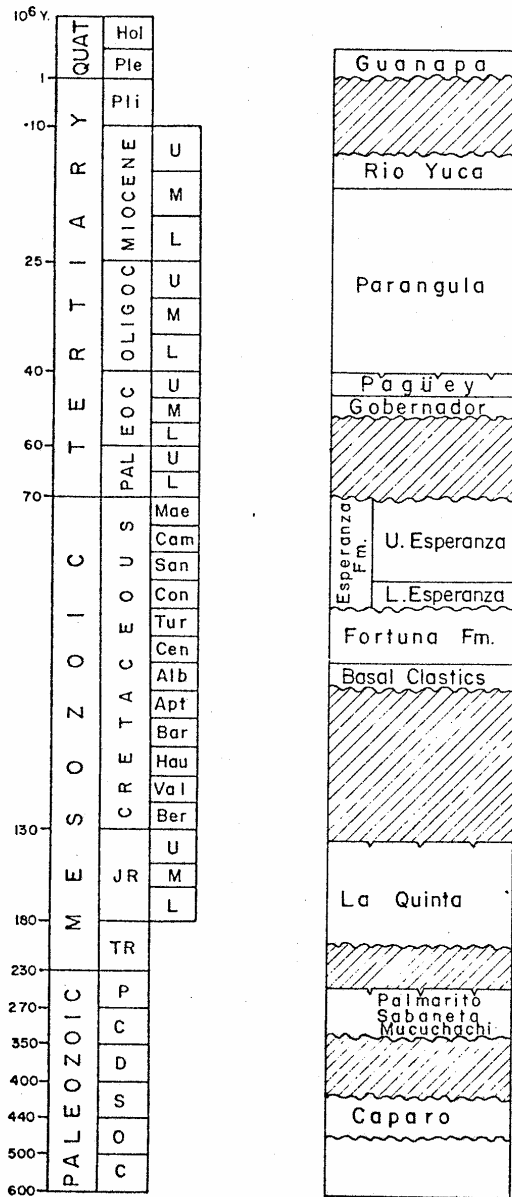 10⁶ Y.
QUAT
Hol
Ple
1
TERTIARY
Pli
10
MIOCENE
U
M
L
25
OLIGOC
U
M
L
40
EOC
U
M
L
60
PAL
U
L
70
MESOZOIC
CRETACEOUS
Mae
Cam
San
Con
Tur
Cen
Alb
Apt
Bar
Hau
Val
Ber
130
JR
U
M
L
180
TR
230
PALEOZOIC
P
270
C
350
D
400
S
440
O
500
C
600
Guanapa
Rio Yuca
Parangula
Pagüey
Gobernador
Esperanza
Fm.
U. Esperanza
L. Esperanza
Fortuna Fm.
Basal Clastics
La Quinta
Palmarito
Sabaneta
Mucuchachi
Caparo